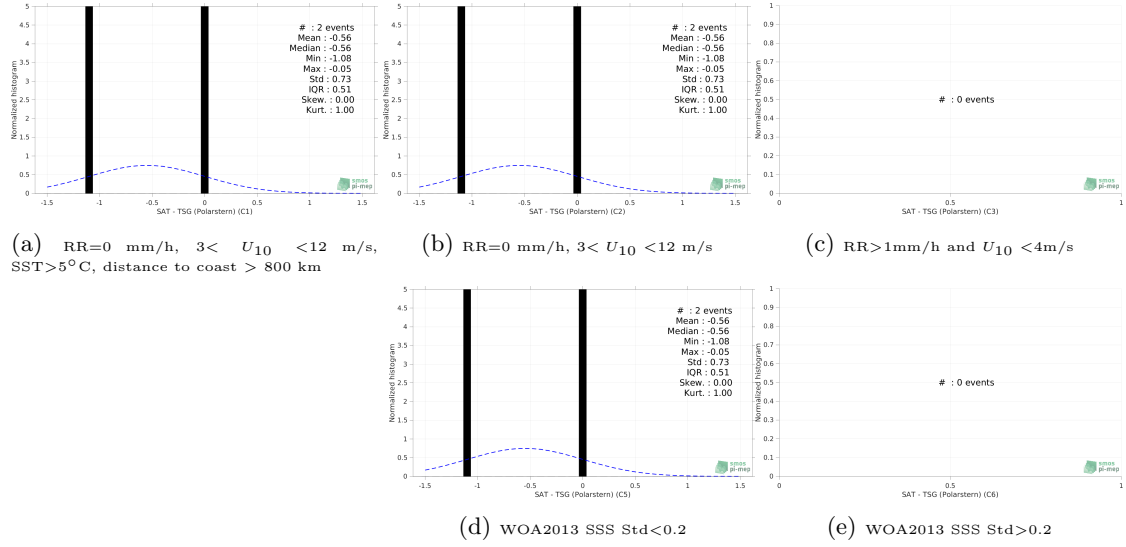 Normalized histogram
5
4.5
4
3.5
3
2.5
2
1.5
1
0.5
0
# : 2 events
Mean : -0.56
Median : -0.56
Min : -1.08
Max : -0.05
Std : 0.73
IQR : 0.51
Skew. : 0.00
Kurt. : 1.00
smos
pi-mep
-1.5 -1 -0.5 0 0.5 1 1.5
SAT - TSG (Polarstern) (C1)
(a) RR=0 mm/h, 3< U10 <12 m/s,
SST>5°C, distance to coast > 800 km
Normalized histogram
5
4.5
4
3.5
3
2.5
2
1.5
1
0.5
0
# : 2 events
Mean : -0.56
Median : -0.56
Min : -1.08
Max : -0.05
Std : 0.73
IQR : 0.51
Skew. : 0.00
Kurt. : 1.00
smos
pi-mep
-1.5 -1 -0.5 0 0.5 1 1.5
SAT - TSG (Polarstern) (C2)
(b) RR=0 mm/h, 3< U10 <12 m/s
Normalized histogram
1
0.9
0.8
0.7
0.6
0.5
0.4
0.3
0.2
0.1
0
# : 0 events
smos
pi-mep
0 0.5 1
SAT - TSG (Polarstern) (C3)
(c) RR>1mm/h and U10 <4m/s
Normalized histogram
5
4.5
4
3.5
3
2.5
2
1.5
1
0.5
0
# : 2 events
Mean : -0.56
Median : -0.56
Min : -1.08
Max : -0.05
Std : 0.73
IQR : 0.51
Skew. : 0.00
Kurt. : 1.00
smos
pi-mep
-1.5 -1 -0.5 0 0.5 1 1.5
SAT - TSG (Polarstern) (C5)
(d) WOA2013 SSS Std<0.2
Normalized histogram
1
0.9
0.8
0.7
0.6
0.5
0.4
0.3
0.2
0.1
0
# : 0 events
smos
pi-mep
0 0.5 1
SAT - TSG (Polarstern) (C6)
(e) WOA2013 SSS Std>0.2